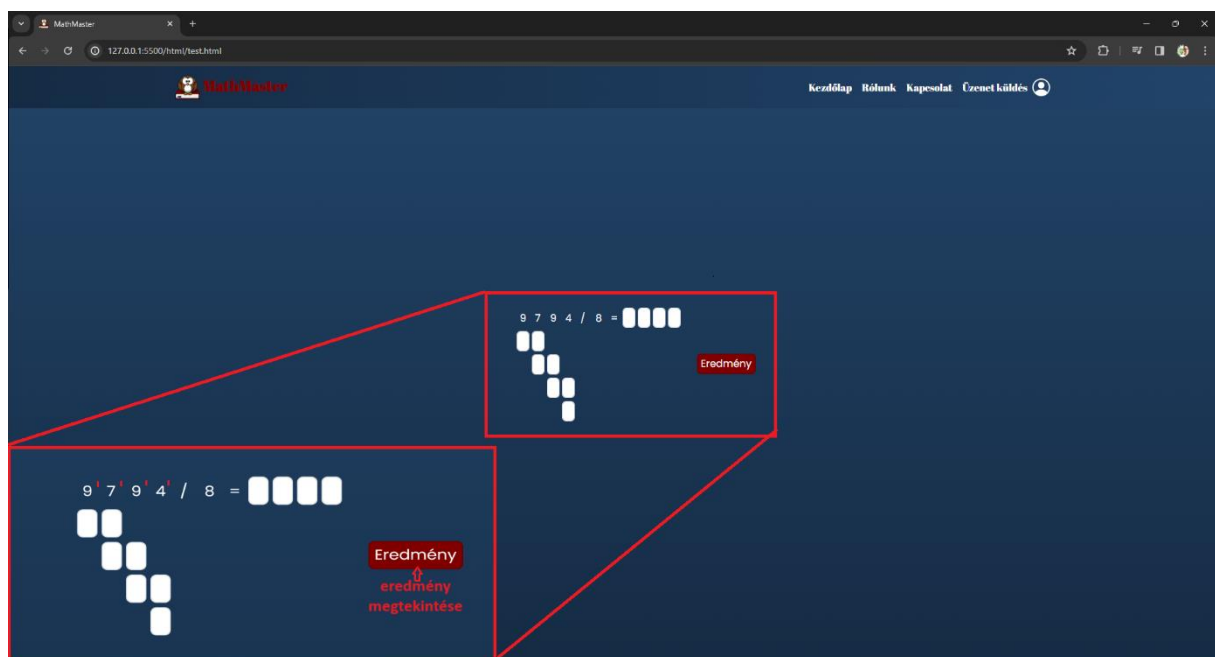 MathMaster
127.0.0.1:5500/html/test.html
MathMaster
Kezdőlap Rólunk Kapcsolat Üzenet küldés
9 7 9 4 / 8 =
Eredmény
9 ' 7 ' 9 ' 4 ' / 8 =
Eredmény
eredmény
megtekintése